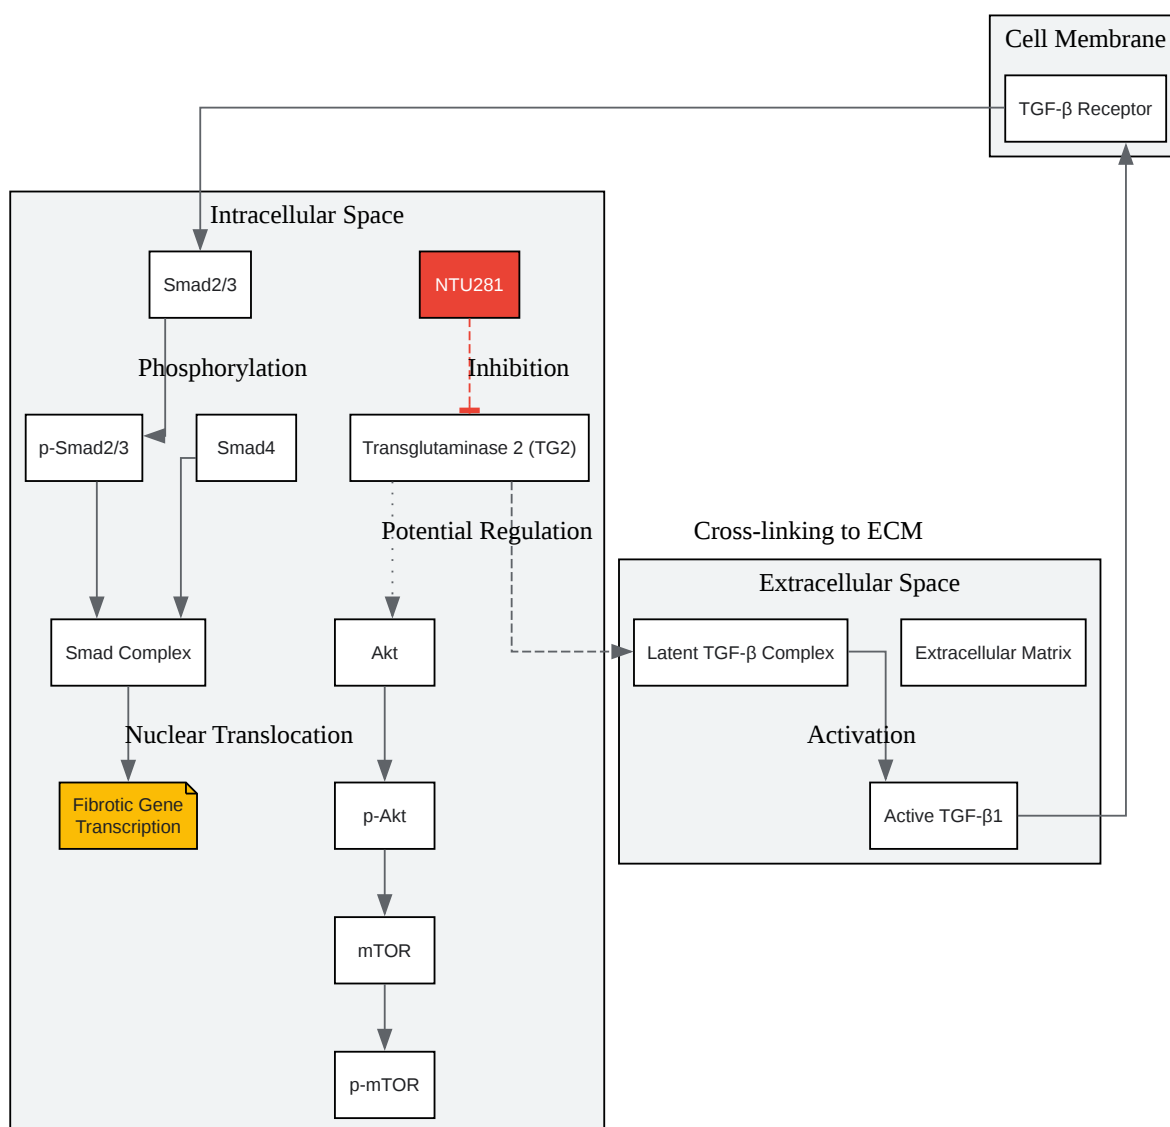 Cell Membrane
TGF-β Receptor
Intracellular Space
Smad2/3
NTU281
Phosphorylation
Inhibition
p-Smad2/3
Smad4
Transglutaminase 2 (TG2)
Potential Regulation
Cross-linking to ECM
Extracellular Space
Smad Complex
Akt
Latent TGF-β Complex
Extracellular Matrix
Nuclear Translocation
Activation
Fibrotic Gene
Transcription
p-Akt
Active TGF-β1
mTOR
p-mTOR